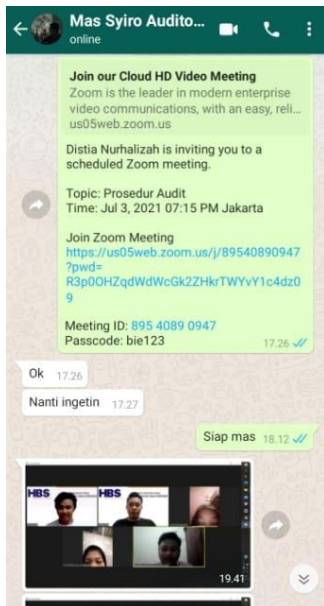 Mas Syiro Audito...
online
Join our Cloud HD Video Meeting
Zoom is the leader in modern enterprise
video communications, with an easy, reli...
us05web.zoom.us
Distia Nurhalizah is inviting you to a
scheduled Zoom meeting.
Topic: Prosedur Audit
Time: Jul 3, 2021 07:15 PM Jakarta
Join Zoom Meeting
https://us05web.zoom.us/j/89540890947
?pwd=
R3p0OHZqdWdWcGk2ZHkrTWYvY1c4dz0
9
Meeting ID: 895 4089 0947
Passcode: bie123
17.26
Ok 17.26
Nanti ingetin 17.27
Siap mas 18.12
HBS HBS
19.41